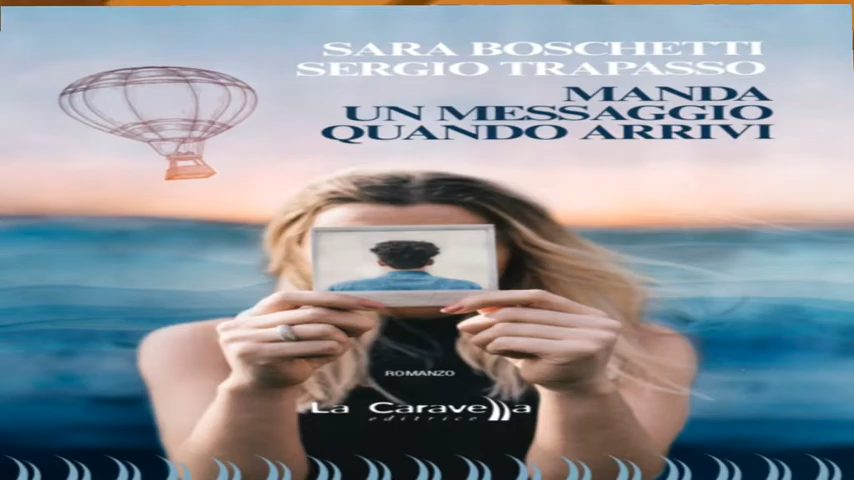 SARA BOSCHETTI
SERGIO TRAPASSO
MANDA
UN MESSAGGIO
QUANDO ARRIVI
ROMANZO
La Caravella
editrice